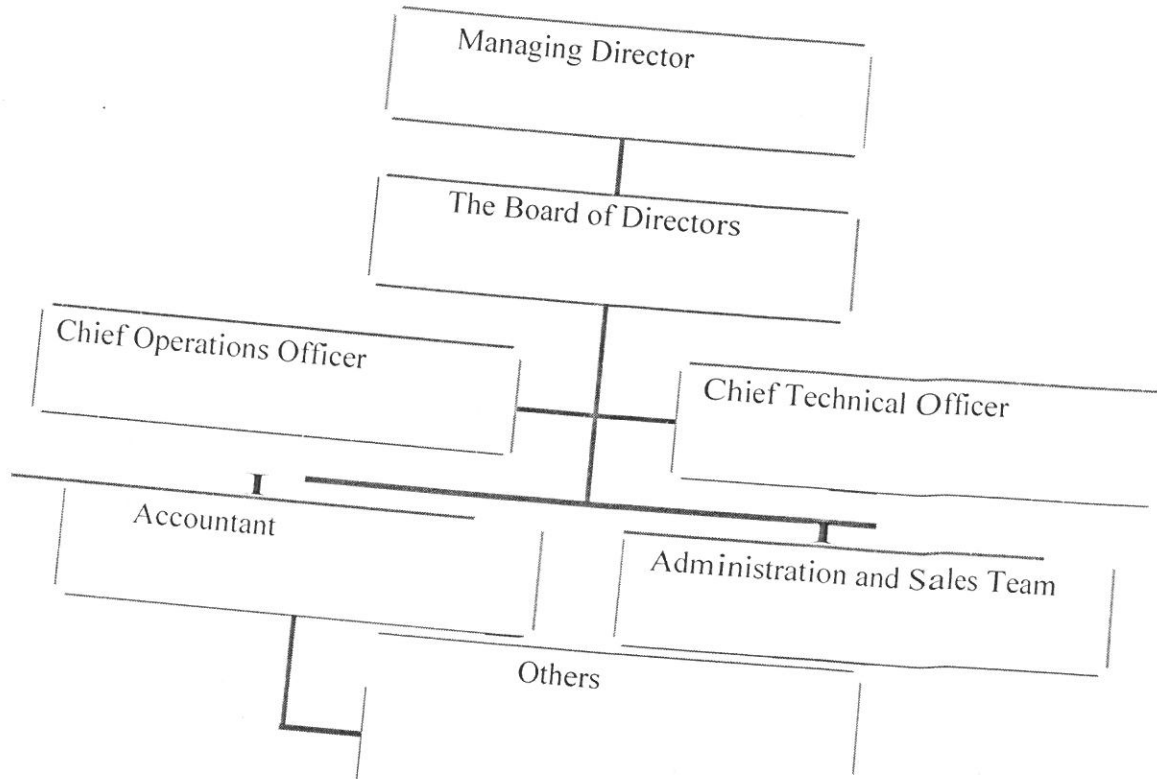 Managing Director
The Board of Directors
Chief Operations Officer
Chief Technical Officer
Accountant
Administration and Sales Team
Others